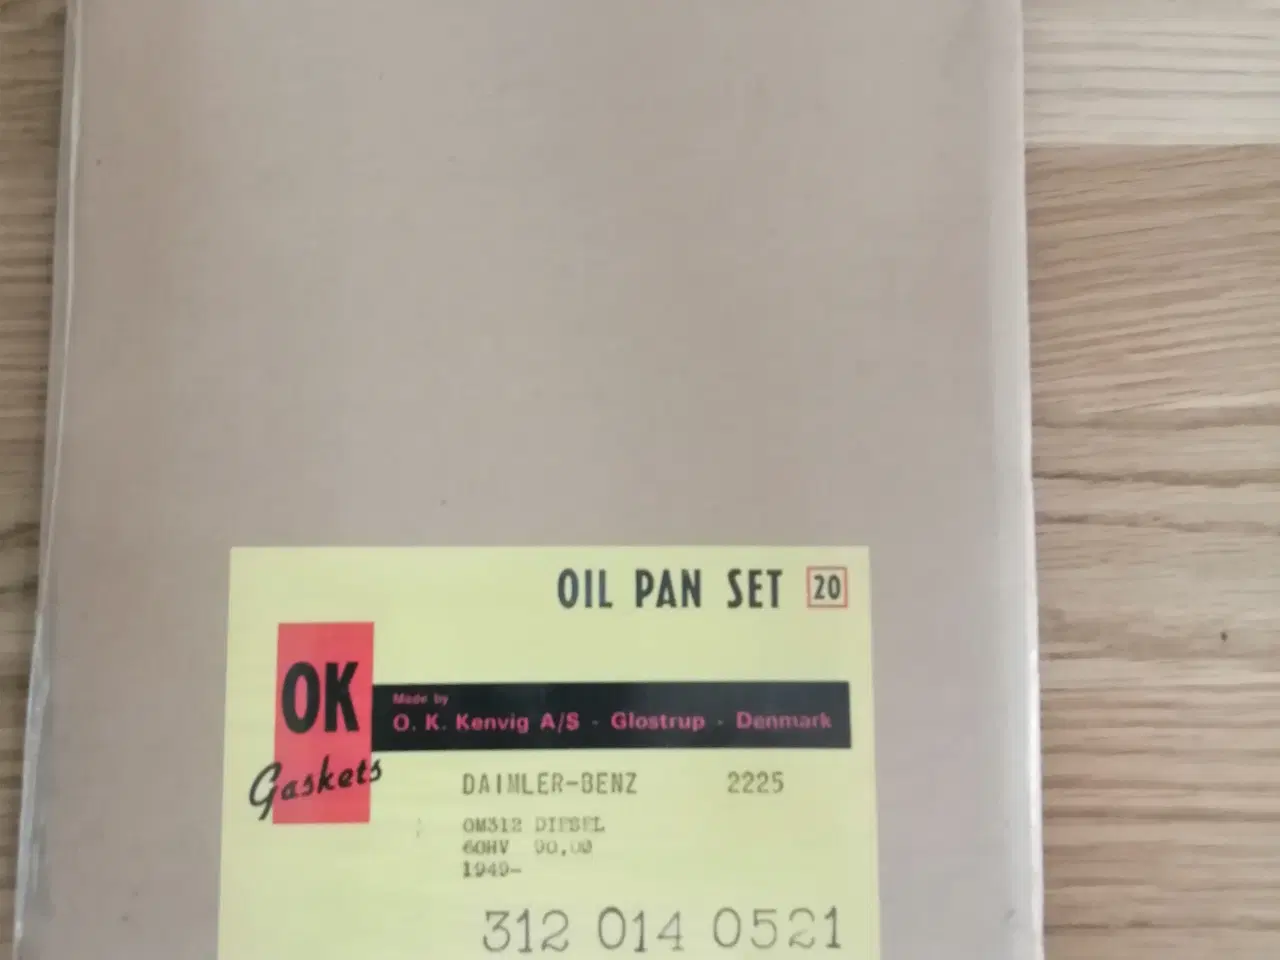 OIL PAN SET 20
OK
Gaskets
Made by
O. K. Kenvig A/S - Glostrup - Denmark
DAIMLER-BENZ 2225
OM312 DIESEL
60HV 90,00
1949-
312 014 0521